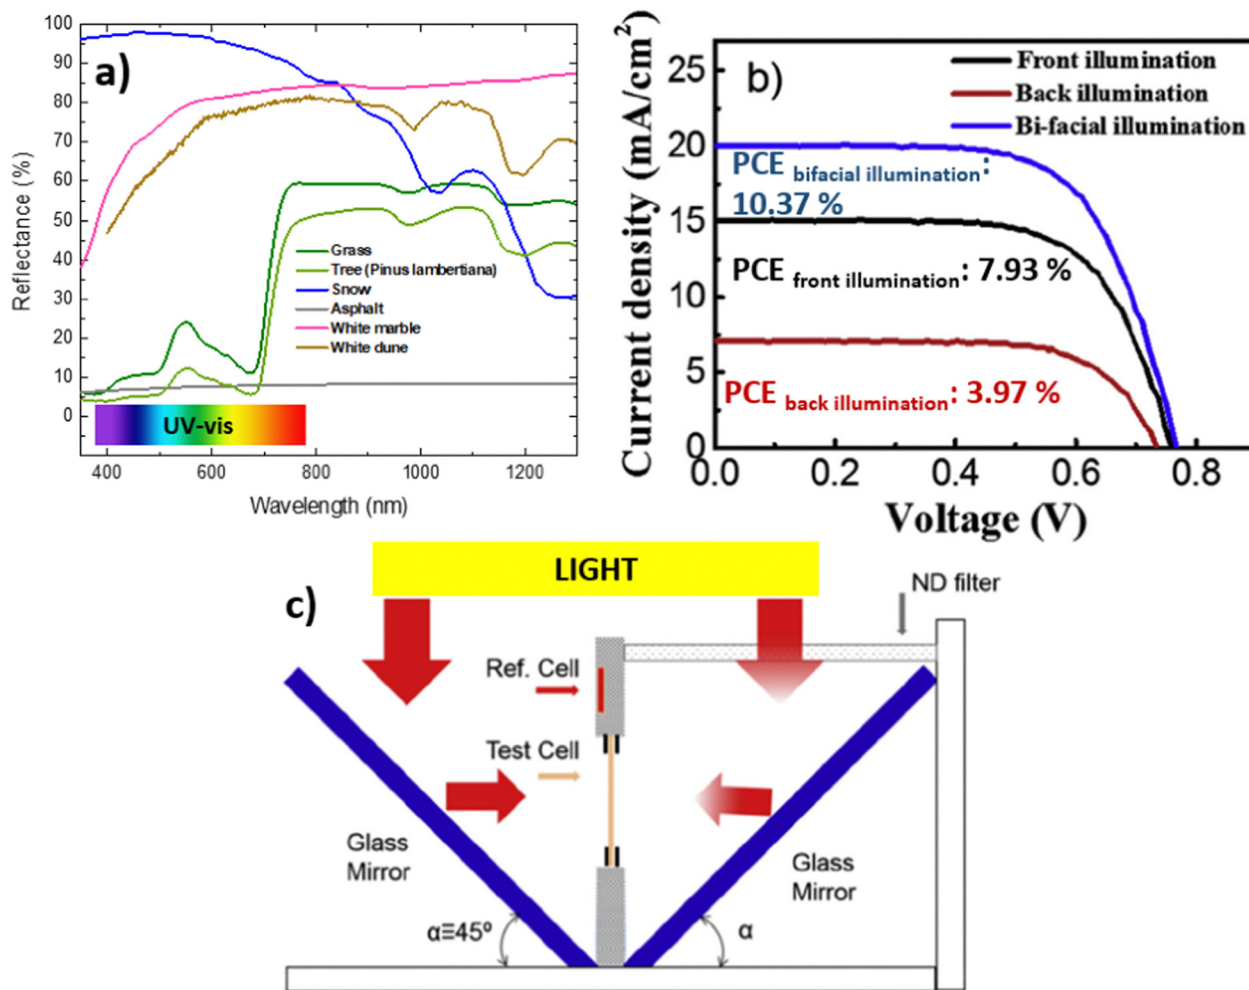 a)
100
90
80
70
60
50
40
30
20
10
0
Reflectance (%)
Grass
Tree (Pinus lambertiana)
Snow
Asphalt
White marble
White dune
UV-vis
400 600 800 1000 1200
Wavelength (nm)
b)
Front illumination
Back illumination
Bi-facial illumination
25
20
15
10
5
0
Current density (mA/cm²)
PCE bifacial illumination:
10.37 %
PCE front illumination: 7.93 %
PCE back illumination: 3.97 %
0.0 0.2 0.4 0.6 0.8
Voltage (V)
c)
LIGHT
ND filter
Ref. Cell
Test Cell
Glass
Mirror
Glass
Mirror
α≡45º
α